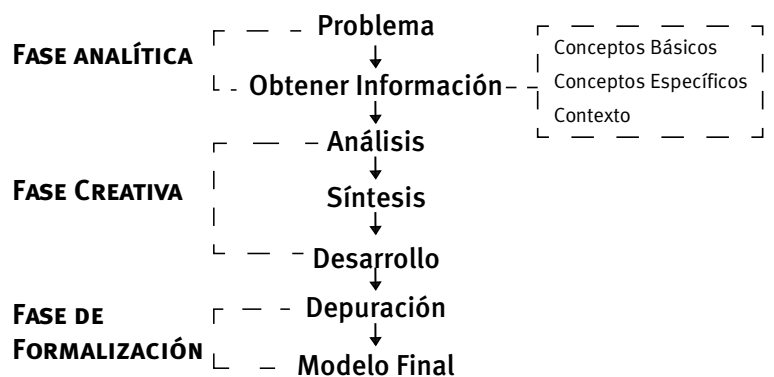 Problema
FASE ANALÍTICA
Obtener Información
Conceptos Básicos
Conceptos Específicos
Contexto
Análisis
FASE CREATIVA
Síntesis
Desarrollo
Depuración
FASE DE
FORMALIZACIÓN
Modelo Final